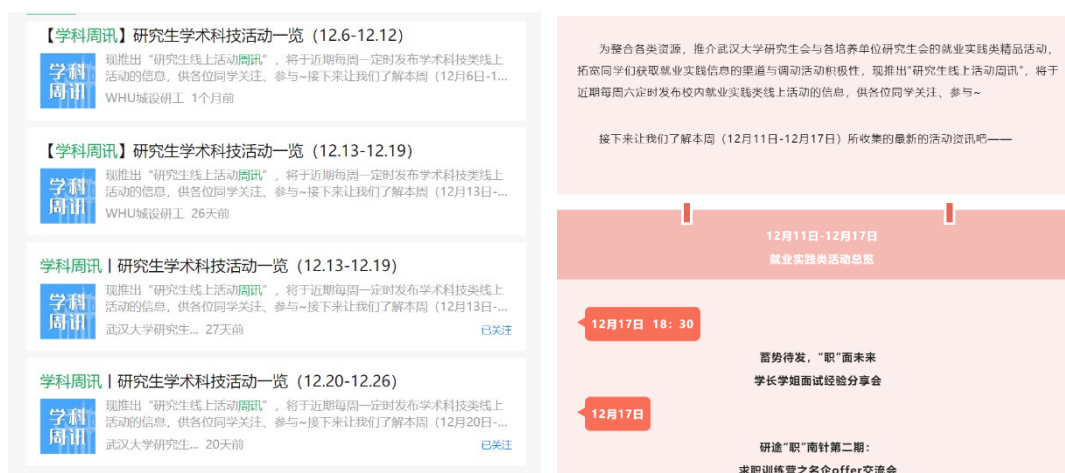 【学科周讯】研究生学术科技活动一览（12.6-12.12）
学科
周讯
现推出“研究生线上活动周讯”，将于近期每周一定时发布学术科技类线上
活动的信息，供各位同学关注、参与~接下来让我们了解本周（12月6日-1...
WHU城设研工 1个月前
【学科周讯】研究生学术科技活动一览（12.13-12.19）
学科
周讯
现推出“研究生线上活动周讯”，将于近期每周一定时发布学术科技类线上
活动的信息，供各位同学关注、参与~接下来让我们了解本周（12月13日-...
WHU城设研工 26天前
学科周讯丨研究生学术科技活动一览（12.13-12.19）
学科
周讯
现推出“研究生线上活动周讯”，将于近期每周一定时发布学术科技类线上
活动的信息，供各位同学关注、参与~接下来让我们了解本周（12月13日-...
武汉大学研究生... 27天前 已关注
学科周讯丨研究生学术科技活动一览（12.20-12.26）
学科
周讯
现推出“研究生线上活动周讯”，将于近期每周一定时发布学术科技类线上
活动的信息，供各位同学关注、参与~接下来让我们了解本周（12月20日-...
武汉大学研究生... 20天前 已关注
为整合各类资源，推介武汉大学研究生会与各培养单位研究生会的就业实践类精品活动，
拓宽同学们获取就业实践信息的渠道与调动活动积极性，现推出“研究生线上活动周讯”，将于
近期每周六定时发布校内就业实践类线上活动的信息，供各位同学关注、参与~
接下来让我们了解本周（12月11日-12月17日）所收集的最新的活动资讯吧——
12月11日-12月17日
就业实践类活动总览
12月17日 18：30
蓄势待发，“职”面未来
学长学姐面试经验分享会
12月17日
研途“职”南针第二期：
求职训练营之名企offer交流会